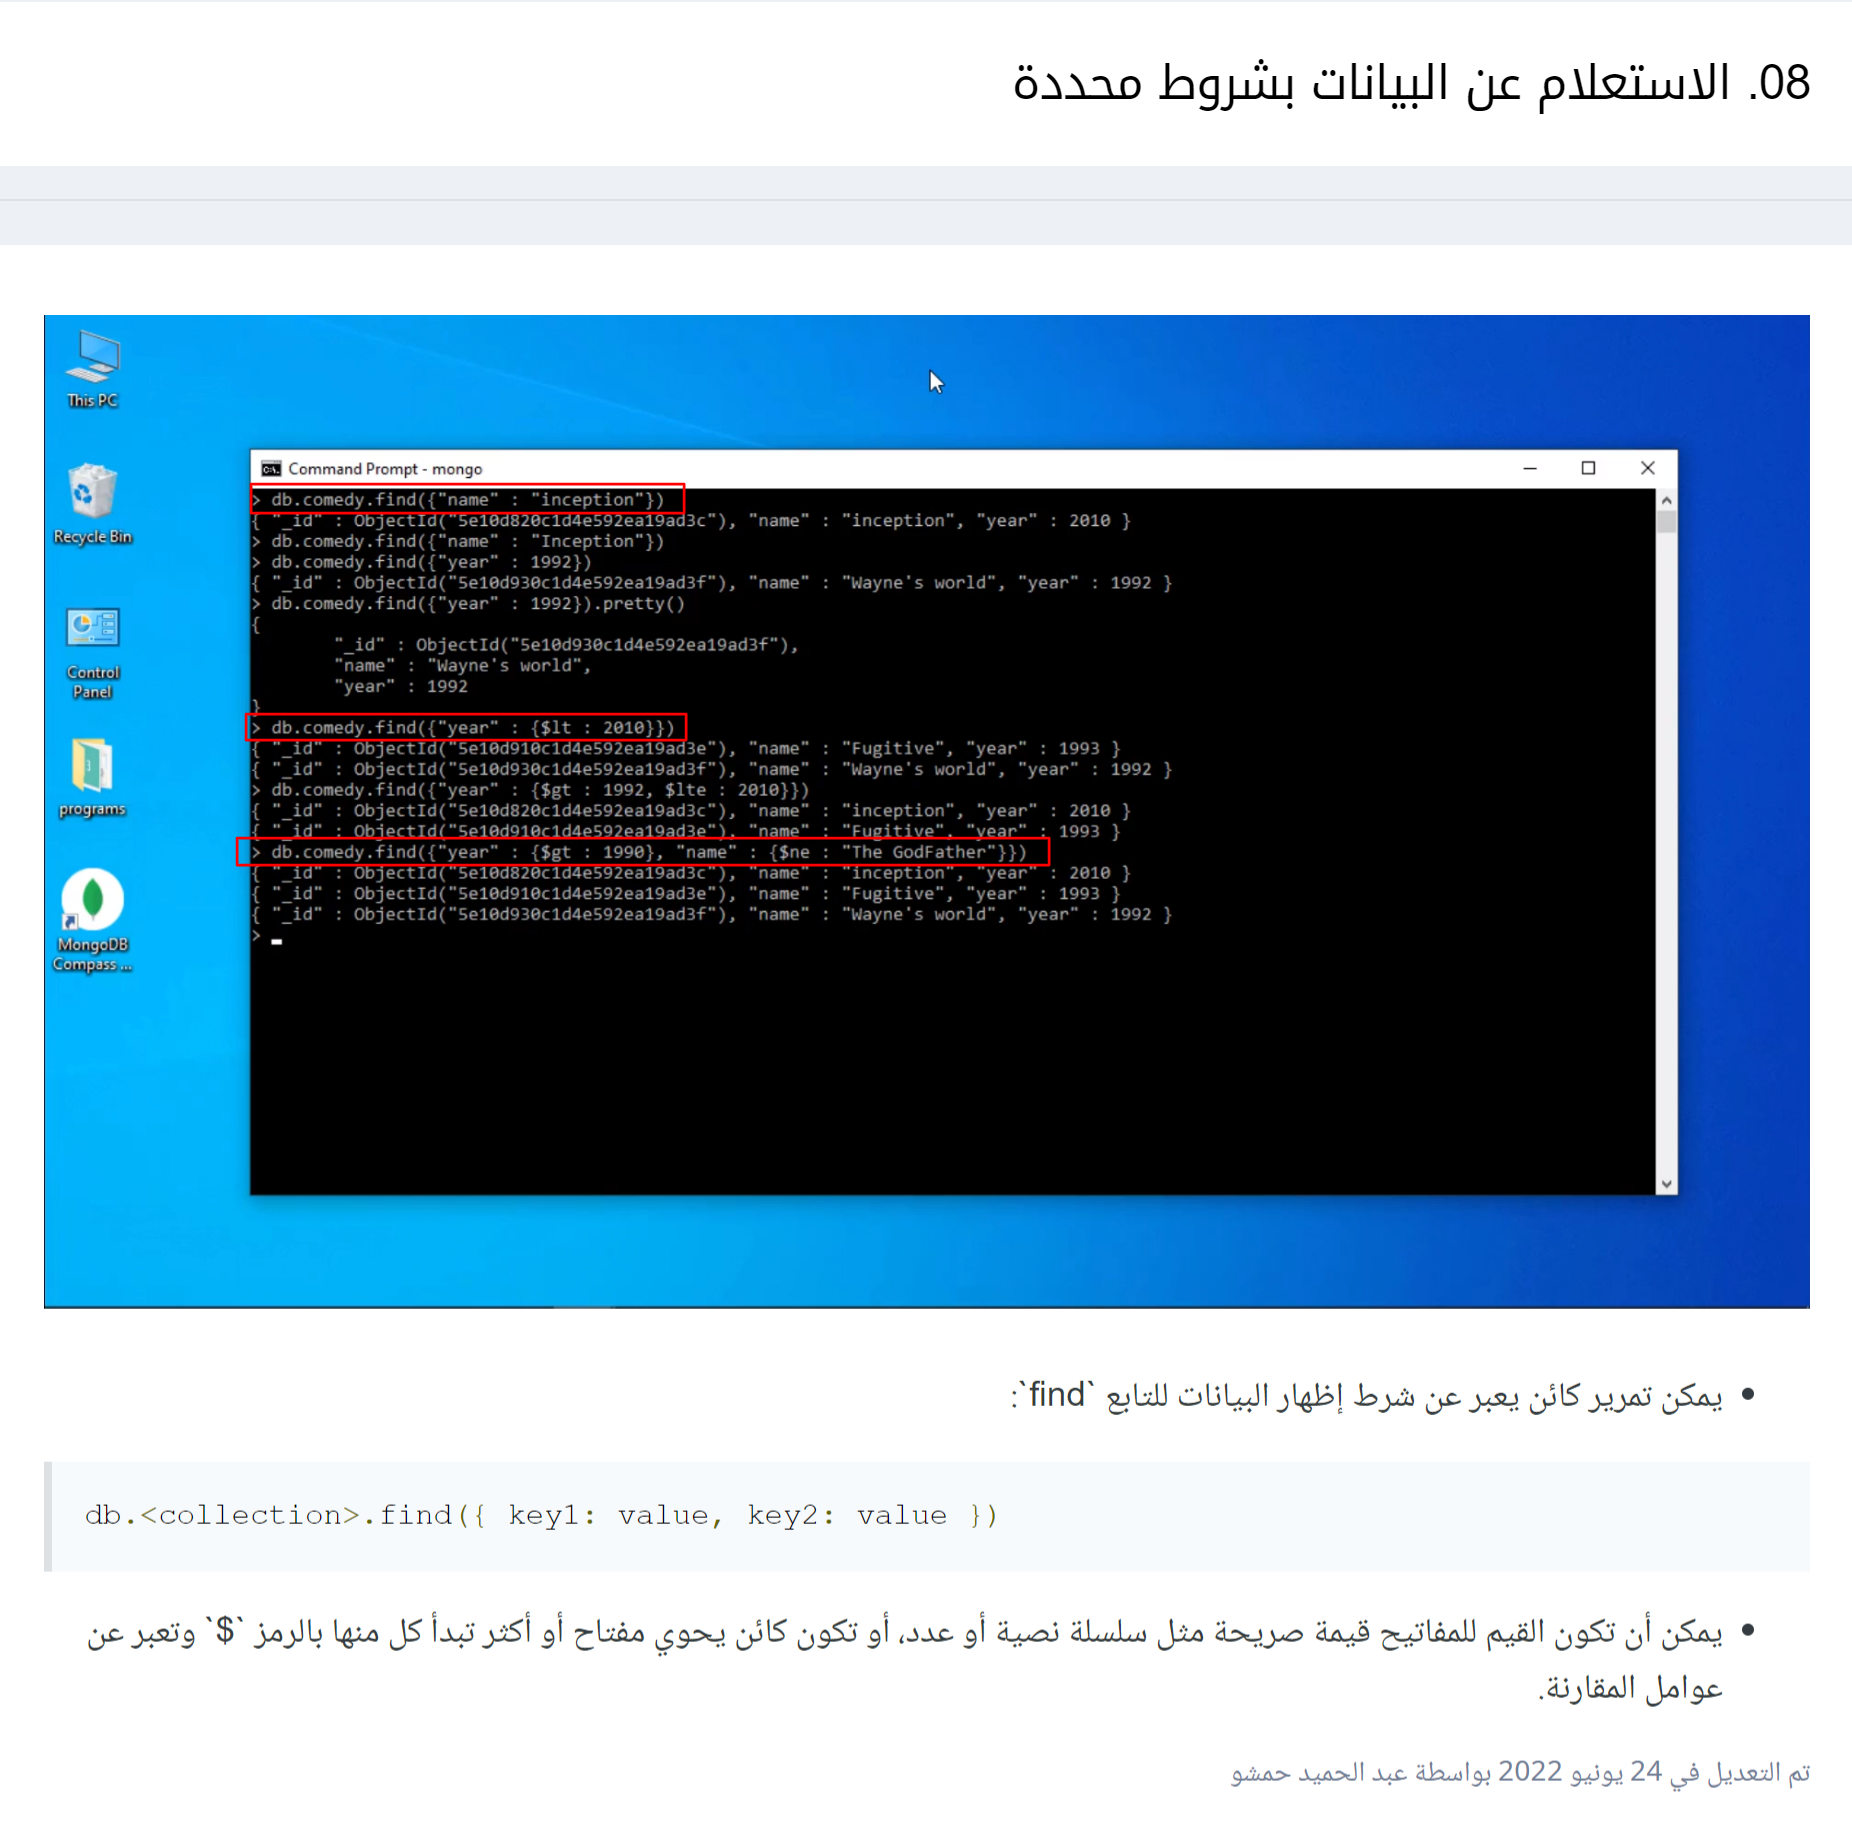 08. الاستعلام عن البيانات بشروط محددة
This PC
Recycle Bin
Control
Panel
programs
MongoDB
Compass ...
Command Prompt - mongo
> db.comedy.find({"name" : "inception"})
{ "_id" : ObjectId("5e10d820c1d4e592ea19ad3c"), "name" : "inception", "year" : 2010 }
> db.comedy.find({"name" : "Inception"})
> db.comedy.find({"year" : 1992})
{ "_id" : ObjectId("5e10d930c1d4e592ea19ad3f"), "name" : "Wayne's world", "year" : 1992 }
> db.comedy.find({"year" : 1992}).pretty()
{
"_id" : ObjectId("5e10d930c1d4e592ea19ad3f"),
"name" : "Wayne's world",
"year" : 1992
}
> db.comedy.find({"year" : {$lt : 2010}})
{ "_id" : ObjectId("5e10d910c1d4e592ea19ad3e"), "name" : "Fugitive", "year" : 1993 }
{ "_id" : ObjectId("5e10d930c1d4e592ea19ad3f"), "name" : "Wayne's world", "year" : 1992 }
> db.comedy.find({"year" : {$gt : 1992, $lte : 2010}})
{ "_id" : ObjectId("5e10d820c1d4e592ea19ad3c"), "name" : "inception", "year" : 2010 }
{ "_id" : ObjectId("5e10d910c1d4e592ea19ad3e"), "name" : "Fugitive", "year" : 1993 }
> db.comedy.find({"year" : {$gt : 1990}, "name" : {$ne : "The GodFather"}})
{ "_id" : ObjectId("5e10d820c1d4e592ea19ad3c"), "name" : "inception", "year" : 2010 }
{ "_id" : ObjectId("5e10d910c1d4e592ea19ad3e"), "name" : "Fugitive", "year" : 1993 }
{ "_id" : ObjectId("5e10d930c1d4e592ea19ad3f"), "name" : "Wayne's world", "year" : 1992 }
>
• يمكن تمرير كائن يعبر عن شرط إظهار البيانات للتابع `find`:
db.<collection>.find({ key1: value, key2: value })
• يمكن أن تكون القيم للمفاتيح قيمة صريحة مثل سلسلة نصية أو عدد، أو تكون كائن يحوي مفتاح أو أكثر تبدأ كل منها بالرمز `$` وتعبر عن
عوامل المقارنة.
تم التعديل في 24 يونيو 2022 بواسطة عبد الحميد حمشو